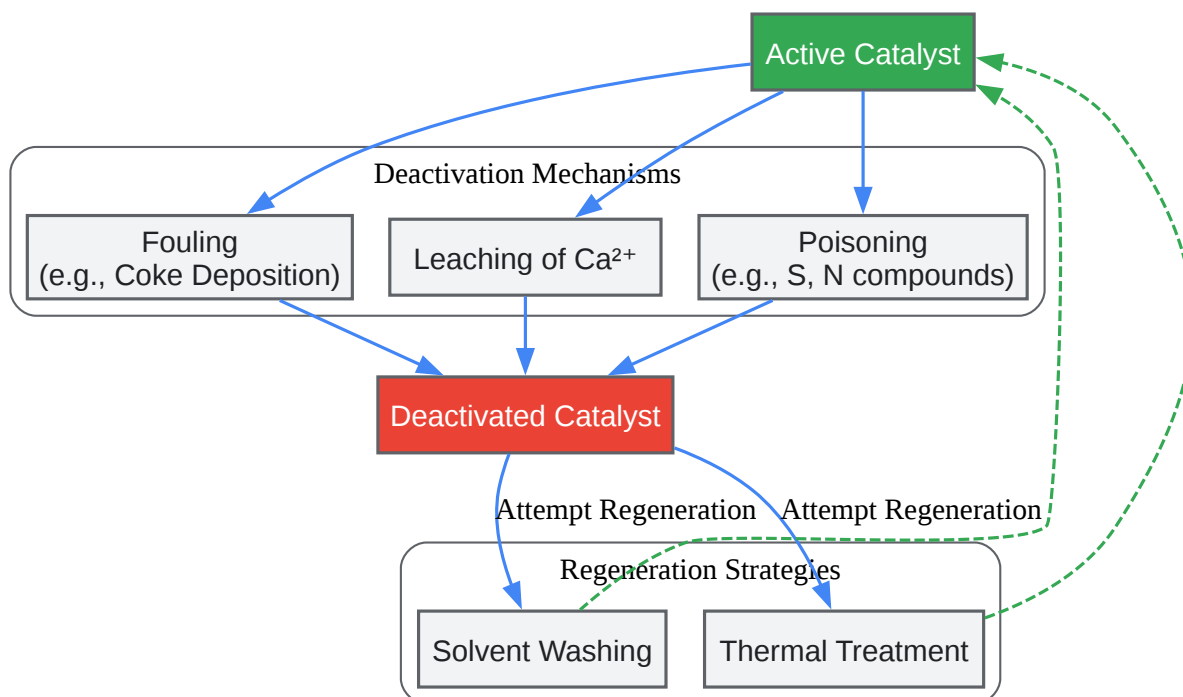 Active Catalyst
Deactivation Mechanisms
Fouling
(e.g., Coke Deposition)
Leaching of Ca²⁺
Poisoning
(e.g., S, N compounds)
Deactivated Catalyst
Attempt Regeneration
Attempt Regeneration
Regeneration Strategies
Solvent Washing
Thermal Treatment